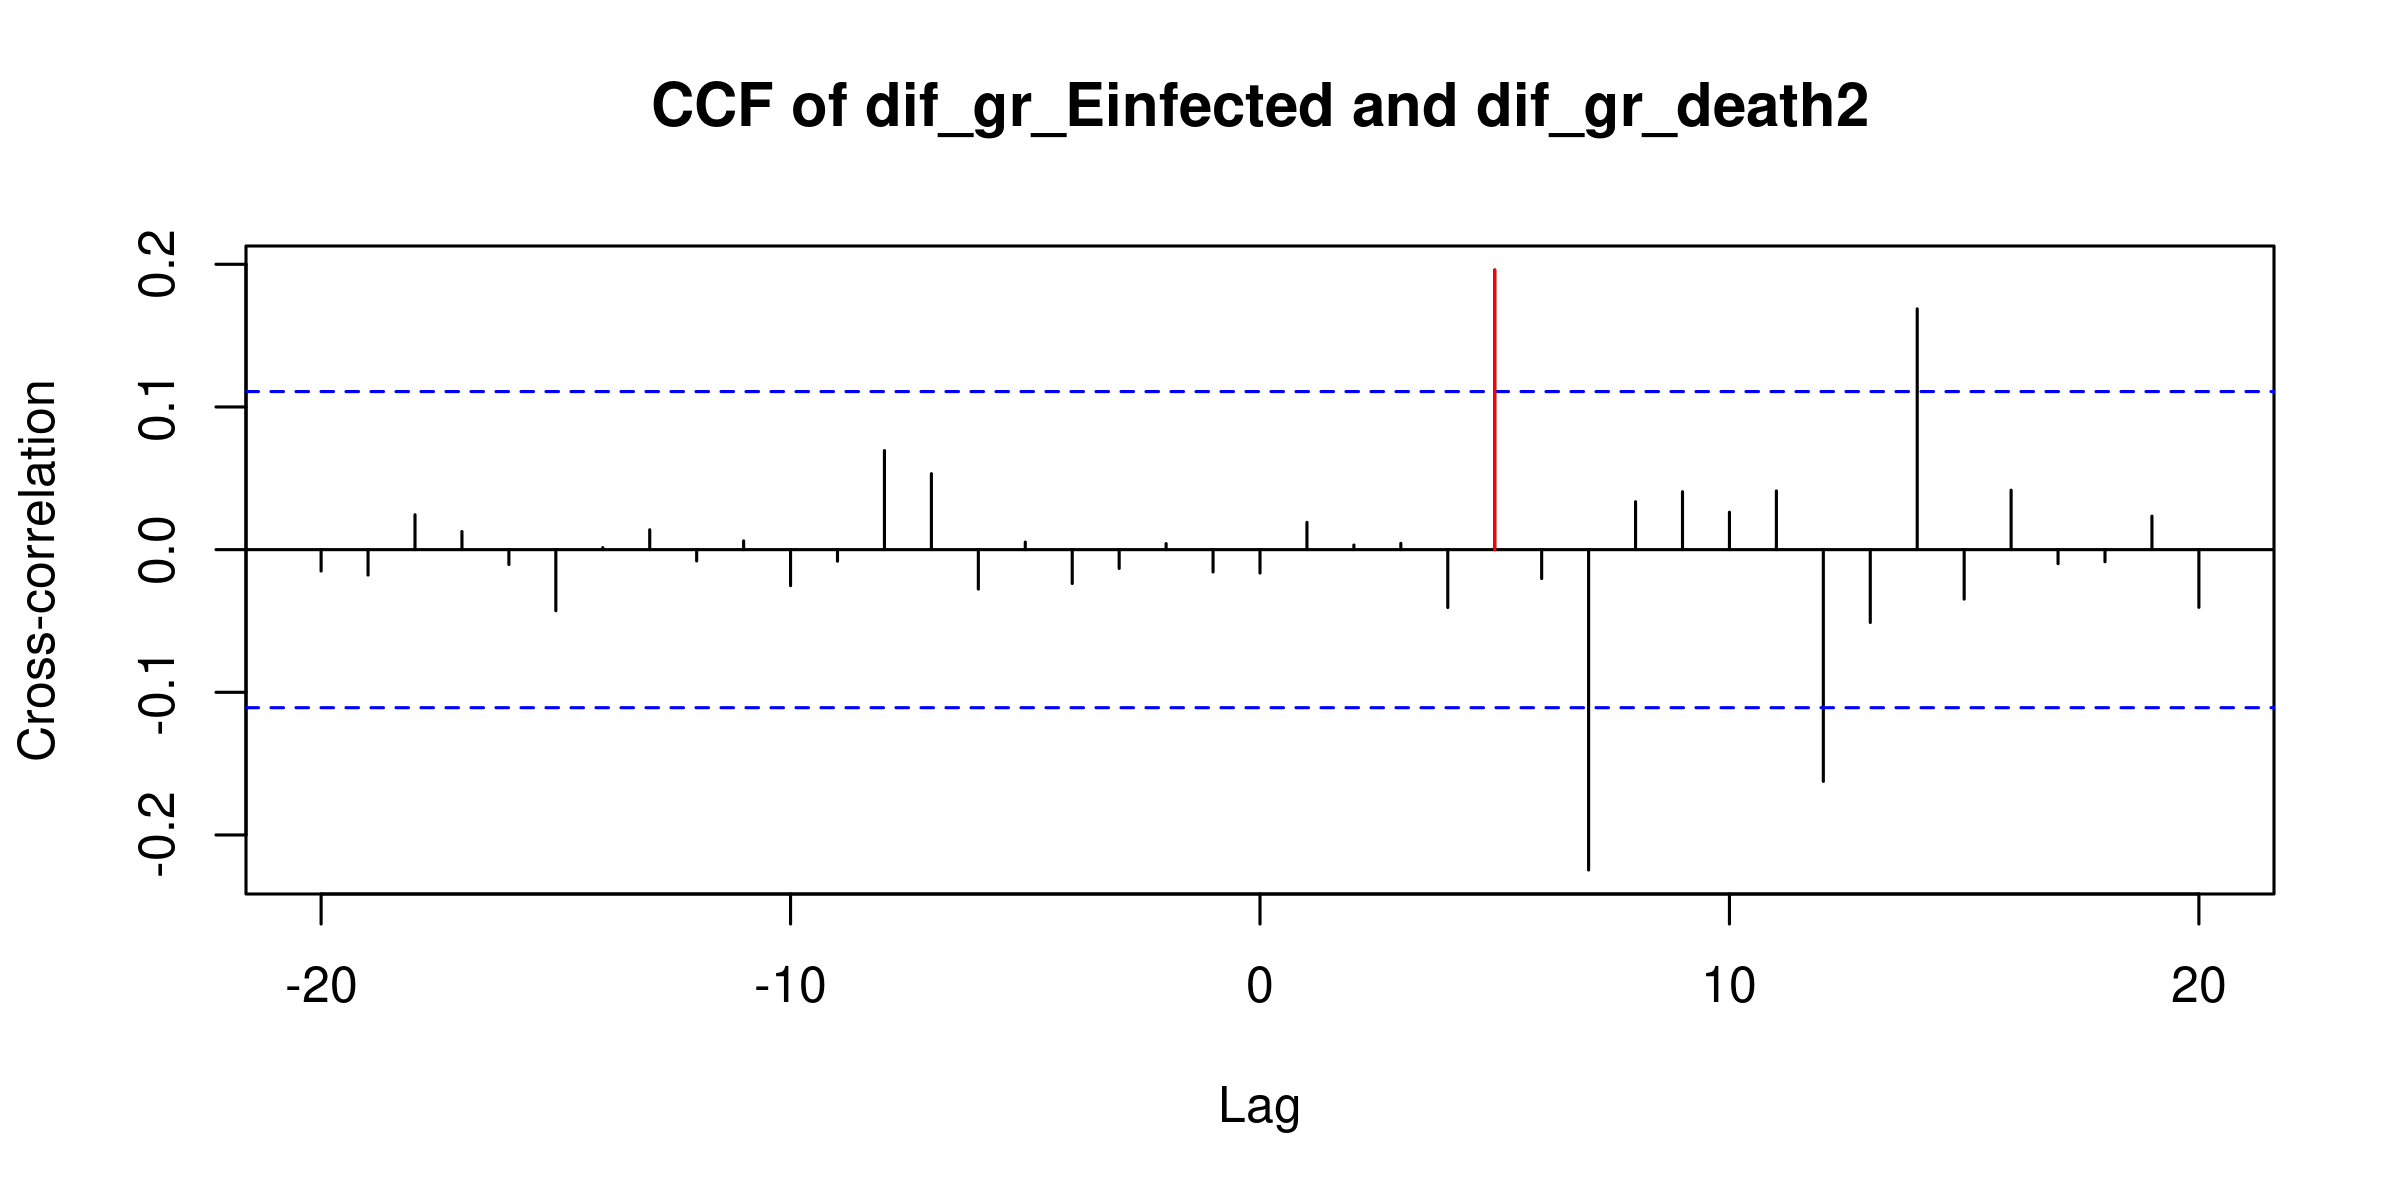 CCF of dif_gr_Einfected and dif_gr_death2
Cross-correlation
0.2
0.1
0.0
-0.1
-0.2
-20 -10 0 10 20
Lag